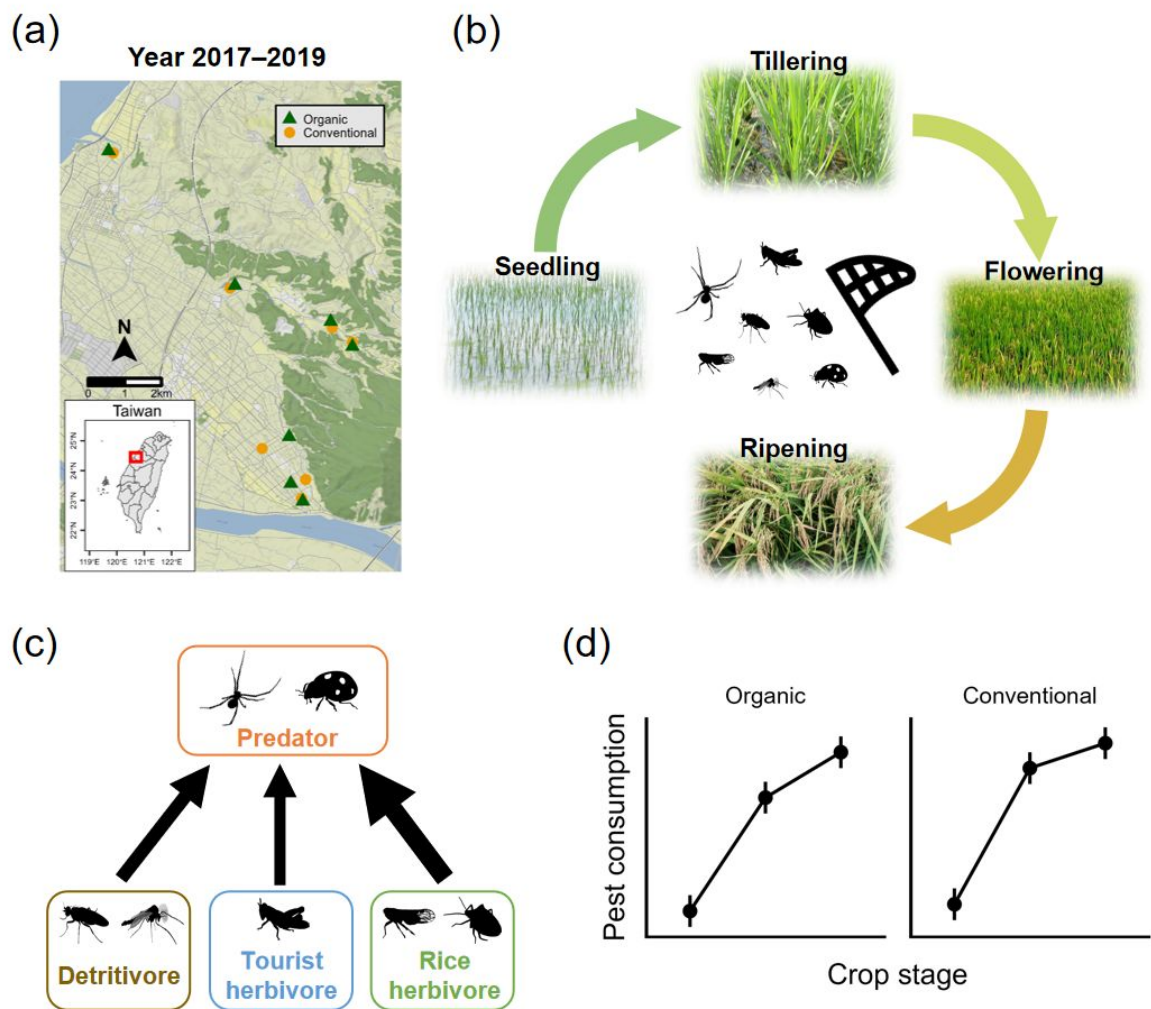 (a)
Year 2017–2019
Organic
Conventional
N
0 1 2km
Taiwan
25°N
24°N
23°N
22°N
119°E 120°E 121°E 122°E
(b)
Tillering
Seedling
Flowering
Ripening
(c)
Predator
Detritivore
Tourist
herbivore
Rice
herbivore
(d)
Organic
Conventional
Pest consumption
Crop stage